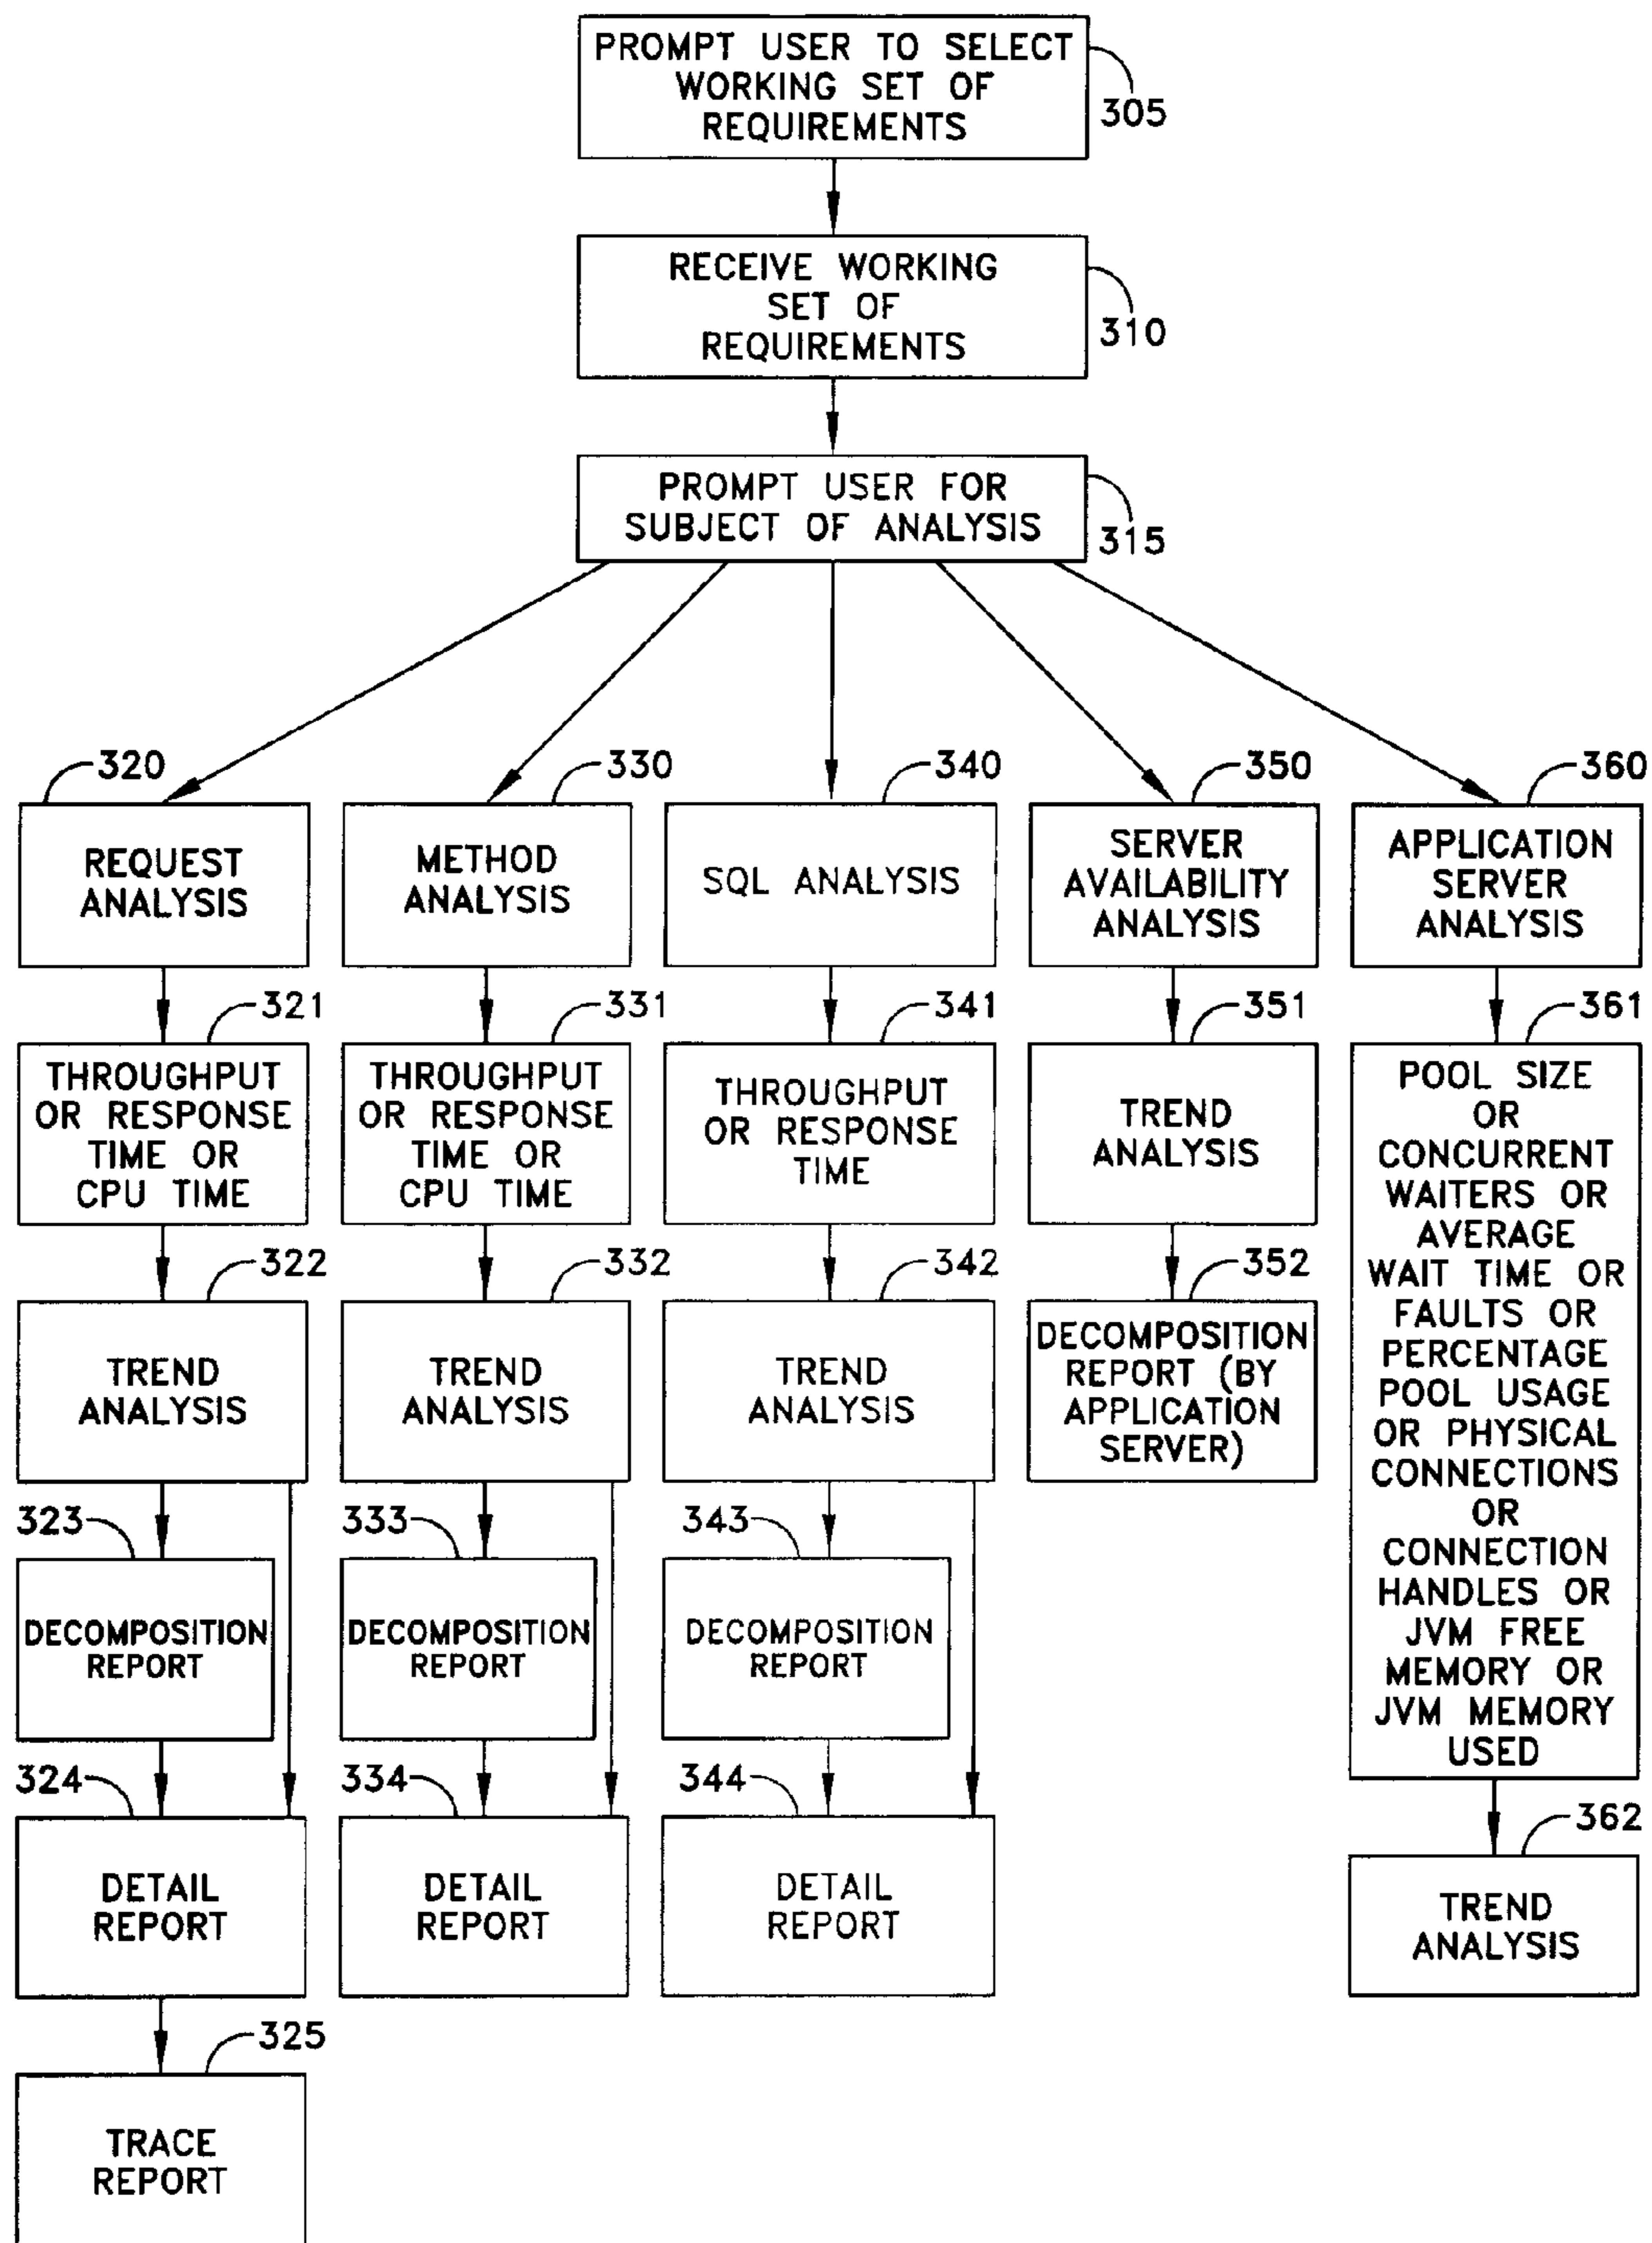 PROMPT USER TO SELECT
WORKING SET OF
REQUIREMENTS
305
RECEIVE WORKING
SET OF
REQUIREMENTS
310
PROMPT USER FOR
SUBJECT OF ANALYSIS
315
320
REQUEST
ANALYSIS
321
THROUGHPUT
OR RESPONSE
TIME OR
CPU TIME
322
TREND
ANALYSIS
323
DECOMPOSITION
REPORT
324
DETAIL
REPORT
325
TRACE
REPORT
330
METHOD
ANALYSIS
331
THROUGHPUT
OR RESPONSE
TIME OR
CPU TIME
332
TREND
ANALYSIS
333
DECOMPOSITION
REPORT
334
DETAIL
REPORT
340
SQL ANALYSIS
341
THROUGHPUT
OR RESPONSE
TIME
342
TREND
ANALYSIS
343
DECOMPOSITION
REPORT
344
DETAIL
REPORT
350
SERVER
AVAILABILITY
ANALYSIS
351
TREND
ANALYSIS
352
DECOMPOSITION
REPORT (BY
APPLICATION
SERVER)
360
APPLICATION
SERVER
ANALYSIS
361
POOL SIZE
OR
CONCURRENT
WAITERS OR
AVERAGE
WAIT TIME OR
FAULTS OR
PERCENTAGE
POOL USAGE
OR PHYSICAL
CONNECTIONS
OR
CONNECTION
HANDLES OR
JVM FREE
MEMORY OR
JVM MEMORY
USED
362
TREND
ANALYSIS